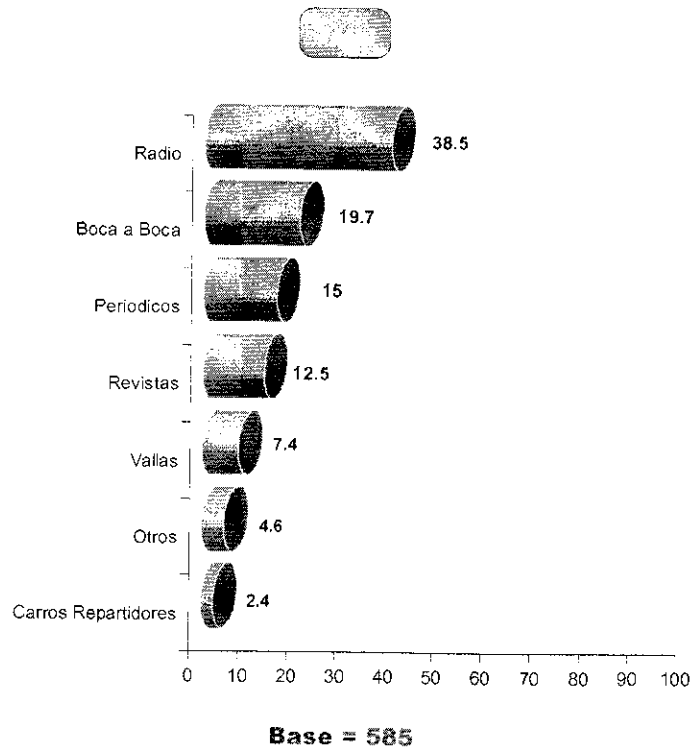 Radio 38.5
Boca a Boca 19.7
Periodicos 15
Revistas 12.5
Vallas 7.4
Otros 4.6
Carros Repartidores 2.4
0 10 20 30 40 50 60 70 80 90 100
Base = 585